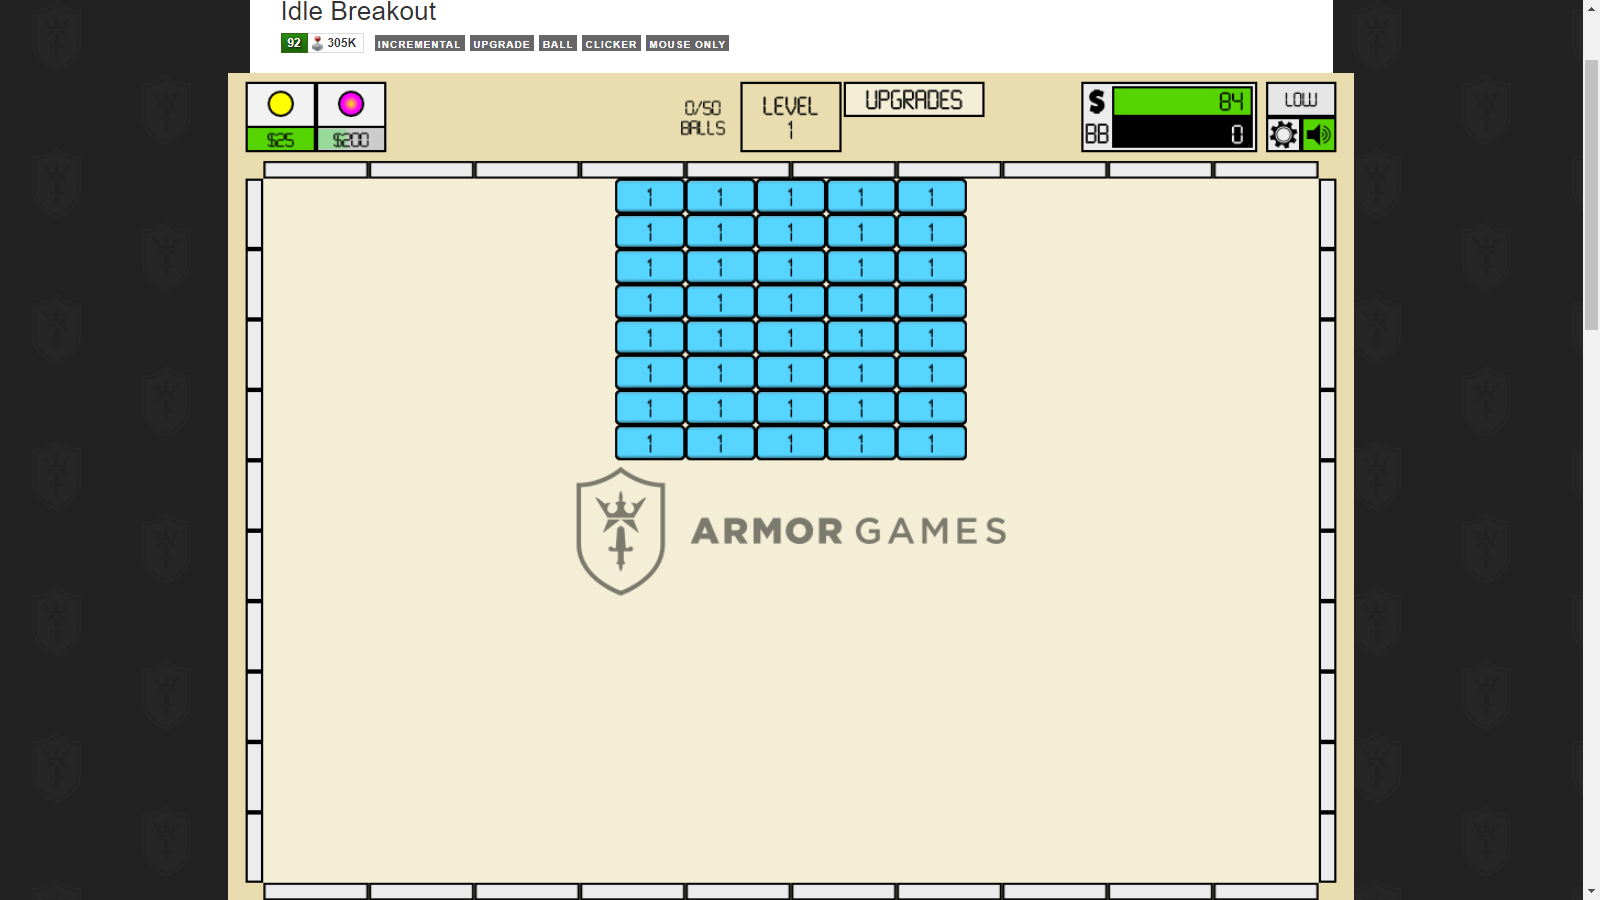 Idle Breakout
92 305K INCREMENTAL UPGRADE BALL CLICKER MOUSE ONLY
$25 $200
0/50
BALLS
LEVEL
1
UPGRADES
$ 84
BB 0
LOW
1 1 1 1 1
1 1 1 1 1
1 1 1 1 1
1 1 1 1 1
1 1 1 1 1
1 1 1 1 1
1 1 1 1 1
1 1 1 1 1
ARMOR GAMES